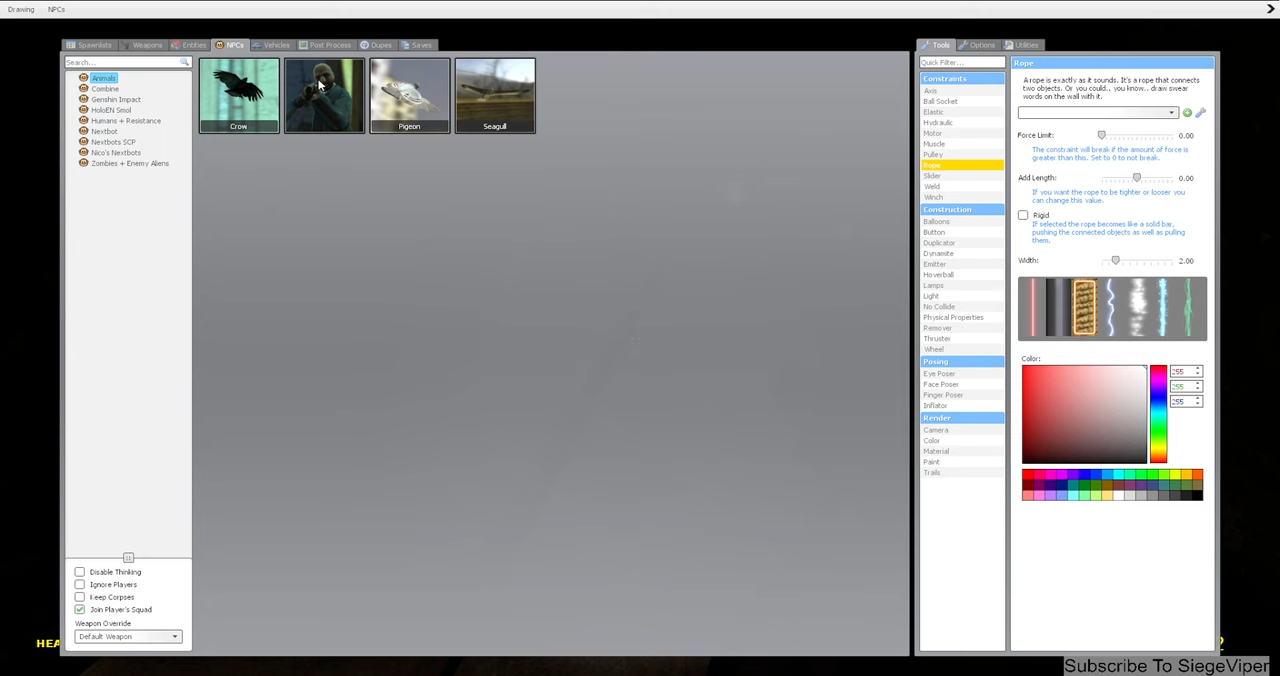 Drawing NPCs
Spawnlists Weapons Entities NPCs Vehicles Post Process Dupes Saves
Search...
Animals
Combine
Genshin Impact
HoloEN Smol
Humans + Resistance
Nextbot
Nextbots SCP
Nico's Nextbots
Zombies + Enemy Aliens
Crow
Pigeon
Seagull
Disable Thinking
Ignore Players
Keep Corpses
Join Player's Squad
Weapon Override
Default Weapon
HEA
Tools Options Utilities
Quick Filter...
Constraints
Axis
Ball Socket
Elastic
Hydraulic
Motor
Muscle
Pulley
Rope
Slider
Weld
Winch
Construction
Balloons
Button
Duplicator
Dynamite
Emitter
Hoverball
Lamps
Light
No Collide
Physical Properties
Remover
Thruster
Wheel
Posing
Eye Poser
Face Poser
Finger Poser
Inflator
Render
Camera
Color
Material
Paint
Trails
Rope
A rope is exactly as it sounds. It's a rope that connects
two objects. Or you could.. you know.. draw swear
words on the wall with it.
Force Limit: 0.00
The constraint will break if the amount of force is
greater than this. Set to 0 to not break.
Add Length: 0.00
If you want the rope to be tighter or looser you
can change this value.
Rigid
If selected the rope becomes like a solid bar,
pushing the connected objects as well as pulling
them.
Width: 2.00
Color:
255
255
255
Subscribe To SiegeViper